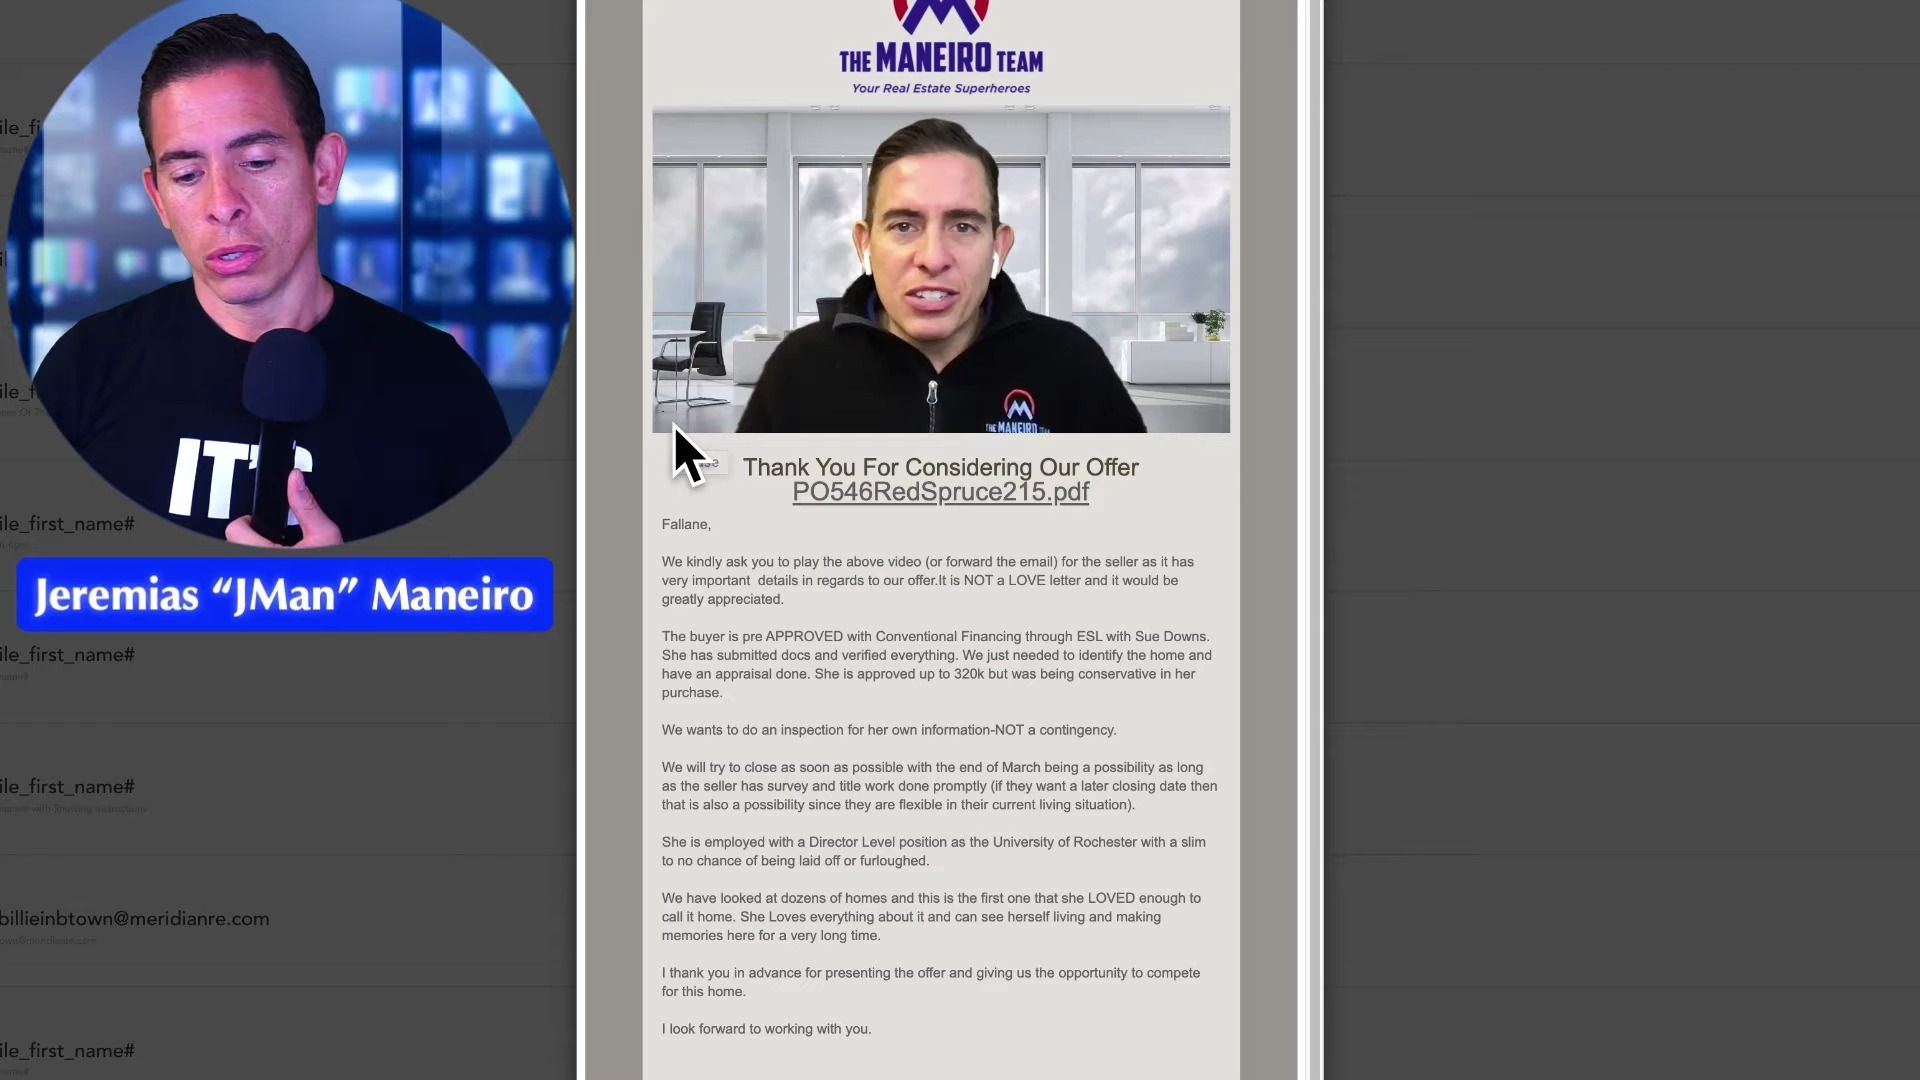 THE MANEIRO TEAM
Your Real Estate Superheroes
THE MANEIRO TEAM
Thank You For Considering Our Offer
PO546RedSpruce215.pdf
Fallane,
We kindly ask you to play the above video (or forward the email) for the seller as it has
very important details in regards to our offer.It is NOT a LOVE letter and it would be
greatly appreciated.
The buyer is pre APPROVED with Conventional Financing through ESL with Sue Downs.
She has submitted docs and verified everything. We just needed to identify the home and
have an appraisal done. She is approved up to 320k but was being conservative in her
purchase.
We wants to do an inspection for her own information-NOT a contingency.
We will try to close as soon as possible with the end of March being a possibility as long
as the seller has survey and title work done promptly (if they want a later closing date then
that is also a possibility since they are flexible in their current living situation).
She is employed with a Director Level position as the University of Rochester with a slim
to no chance of being laid off or furloughed.
We have looked at dozens of homes and this is the first one that she LOVED enough to
call it home. She Loves everything about it and can see herself living and making
memories here for a very long time.
I thank you in advance for presenting the offer and giving us the opportunity to compete
for this home.
I look forward to working with you.
Jeremias “JMan” Maneiro
ile_first_name#
ile_first_name#
ile_first_name#
with Showing Instructions
billieinbtown@meridianre.com
ile_first_name#